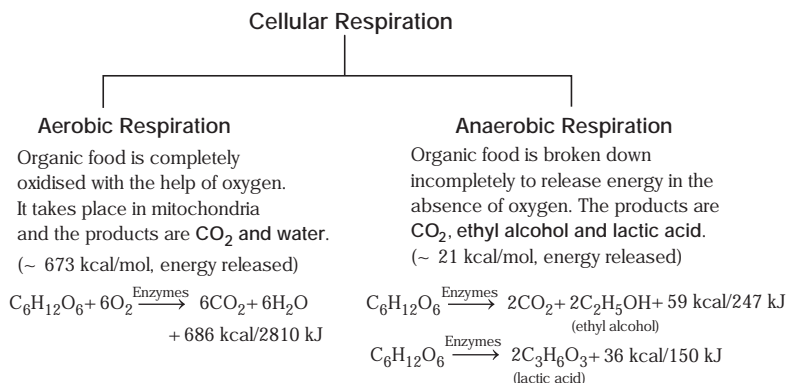 Cellular Respiration
Aerobic Respiration
Organic food is completely
oxidised with the help of oxygen.
It takes place in mitochondria
and the products are CO₂ and water.
(~ 673 kcal/mol, energy released)
C₆H₁₂O₆ + 6O₂ Enzymes → 6CO₂ + 6H₂O
+ 686 kcal/2810 kJ
Anaerobic Respiration
Organic food is broken down
incompletely to release energy in the
absence of oxygen. The products are
CO₂, ethyl alcohol and lactic acid.
(~ 21 kcal/mol, energy released)
C₆H₁₂O₆ Enzymes → 2CO₂ + 2C₂H₅OH + 59 kcal/247 kJ
(ethyl alcohol)
C₆H₁₂O₆ Enzymes → 2C₃H₆O₃ + 36 kcal/150 kJ
(lactic acid)